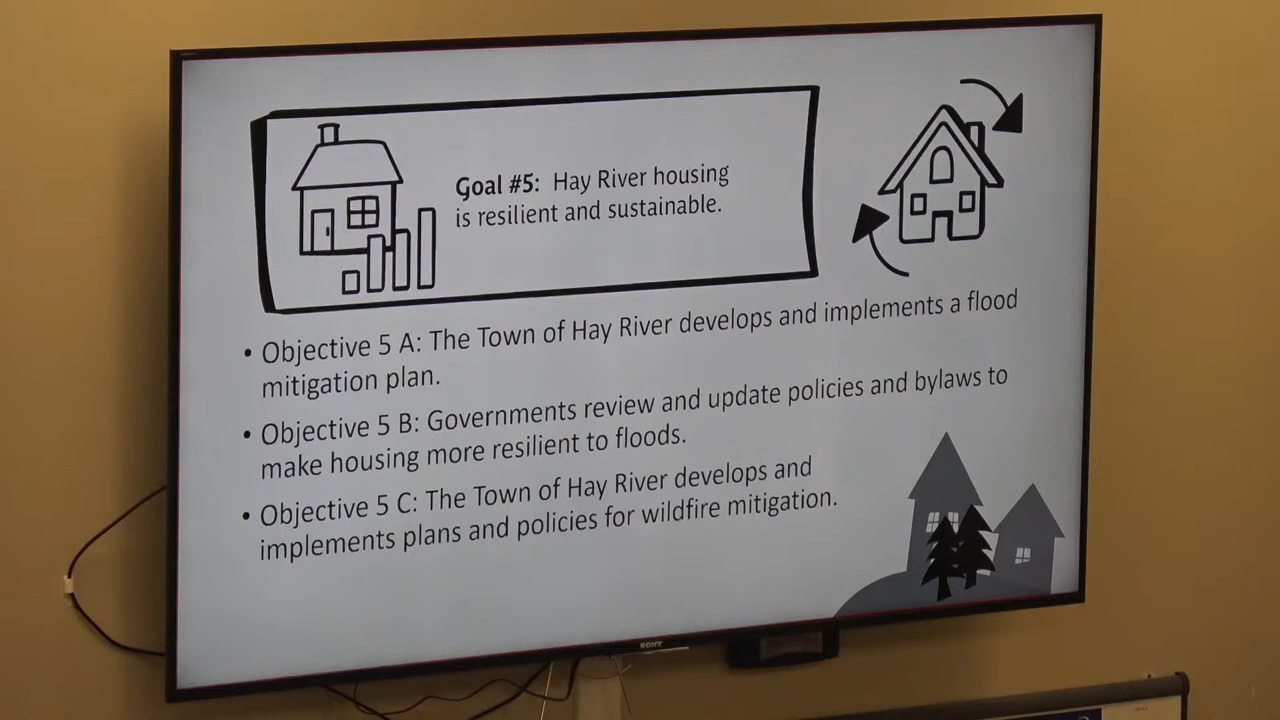 Goal #5: Hay River housing
is resilient and sustainable.
• Objective 5 A: The Town of Hay River develops and implements a flood
mitigation plan.
• Objective 5 B: Governments review and update policies and bylaws to
make housing more resilient to floods.
• Objective 5 C: The Town of Hay River develops and
implements plans and policies for wildfire mitigation.
SONY